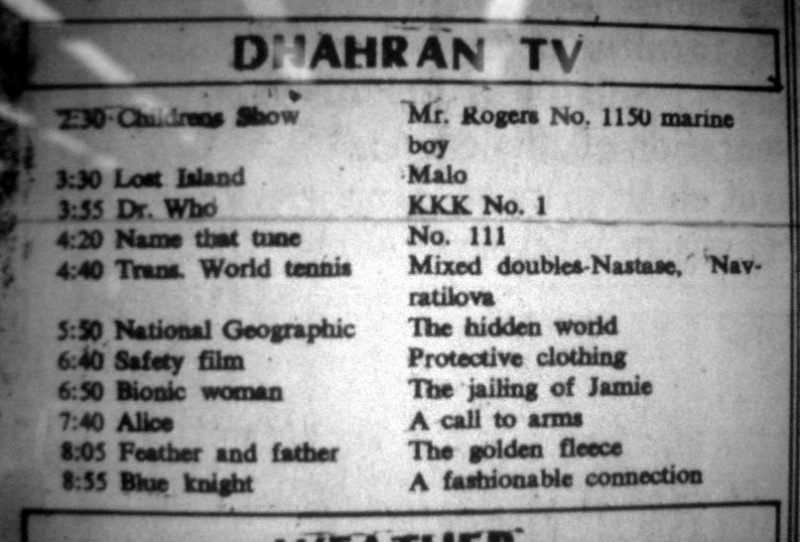 DHAHRAN TV
2:30 Childrens Show Mr. Rogers No. 1150 marine
boy
3:30 Lost Island Malo
3:55 Dr. Who KKK No. 1
4:20 Name that tune No. 111
4:40 Trans. World tennis Mixed doubles-Nastase, Nav-
ratilova
5:50 National Geographic The hidden world
6:40 Safety film Protective clothing
6:50 Bionic woman The jailing of Jamie
7:40 Alice A call to arms
8:05 Feather and father The golden fleece
8:55 Blue knight A fashionable connection
WEATHER